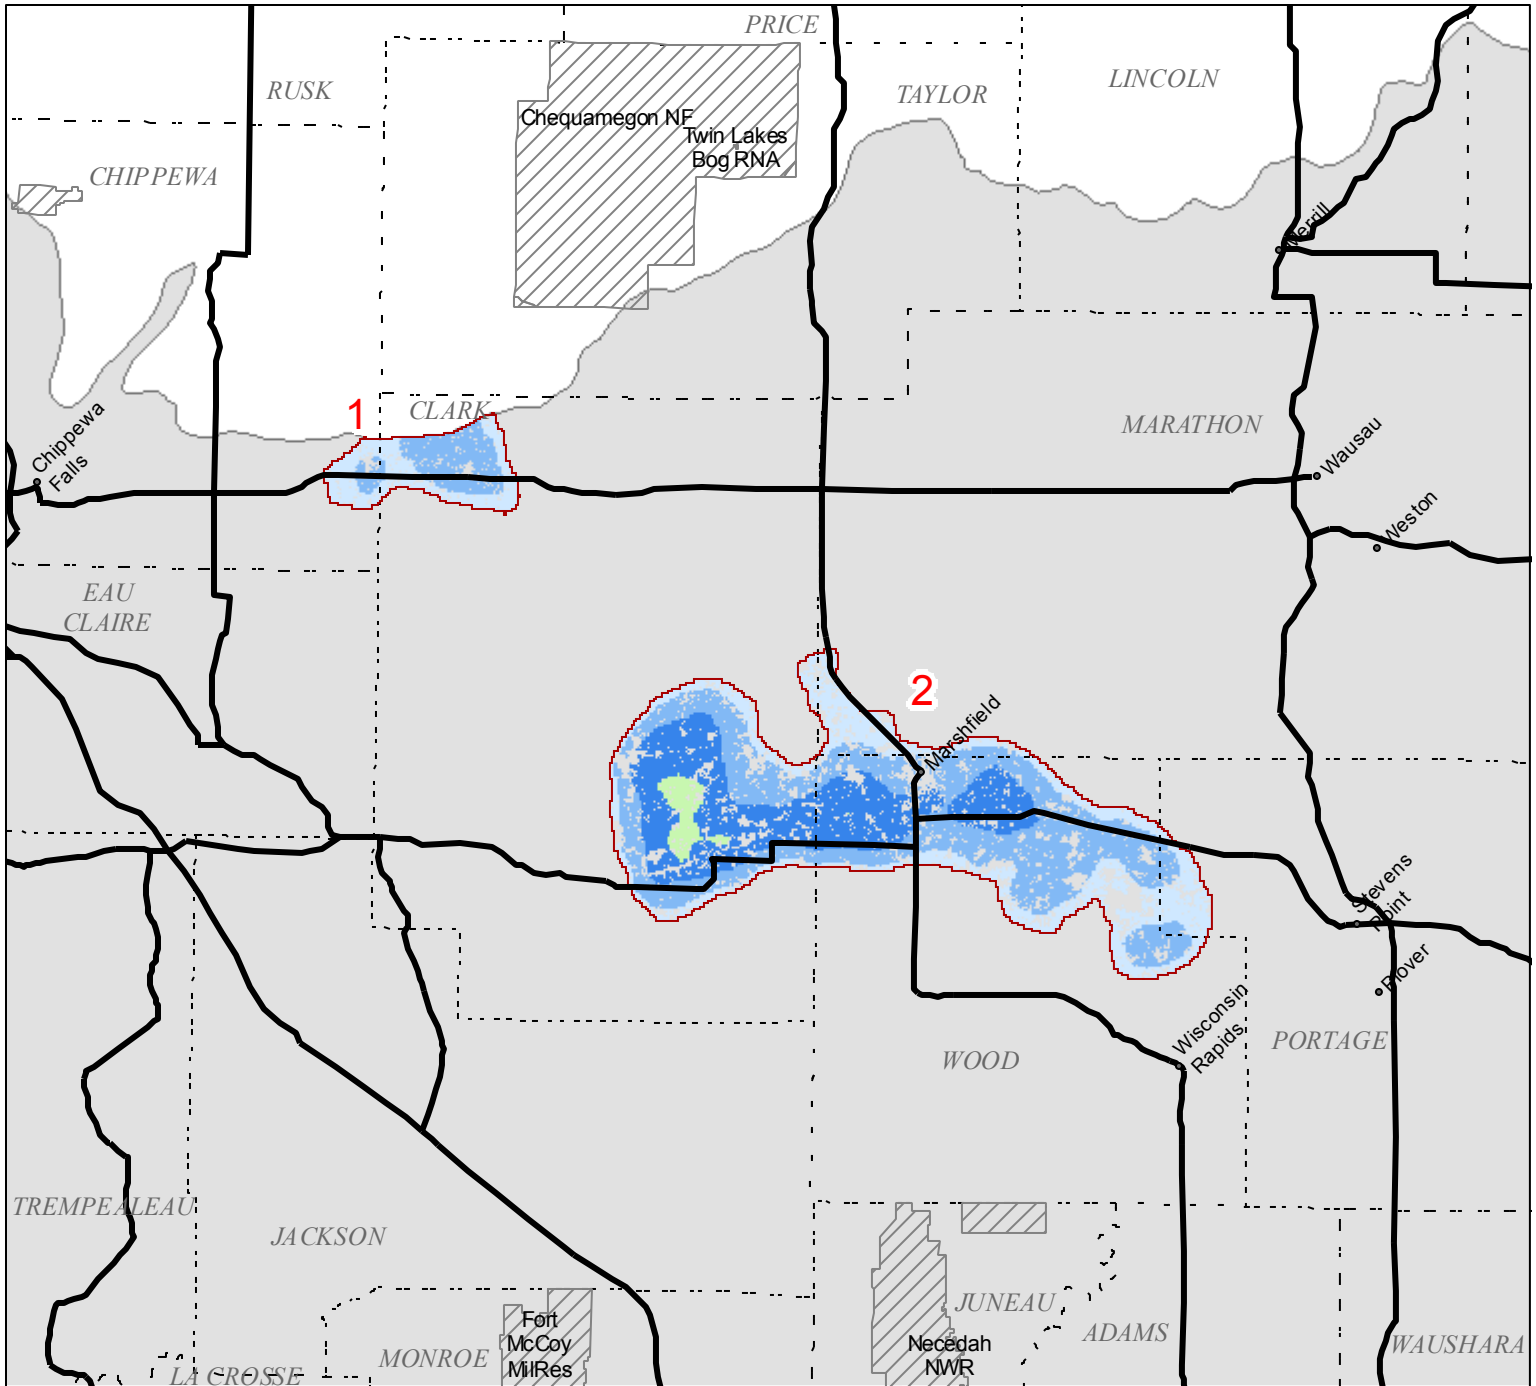 PRICE
RUSK
TAYLOR
LINCOLN
Chequamegon NF
Twin Lakes
Bog RNA
CHIPPEWA
Merrill
1
CLARK
MARATHON
Chippewa
Falls
Wausau
Weston
EAU
CLAIRE
2
Marshfield
Stevens
Point
Plover
Wisconsin
Rapids
WOOD
PORTAGE
TREMPEALEAU
JACKSON
JUNEAU
Fort
McCoy
MilRes
ADAMS
Necedah
NWR
WAUSHARA
MONROE
LA CROSSE